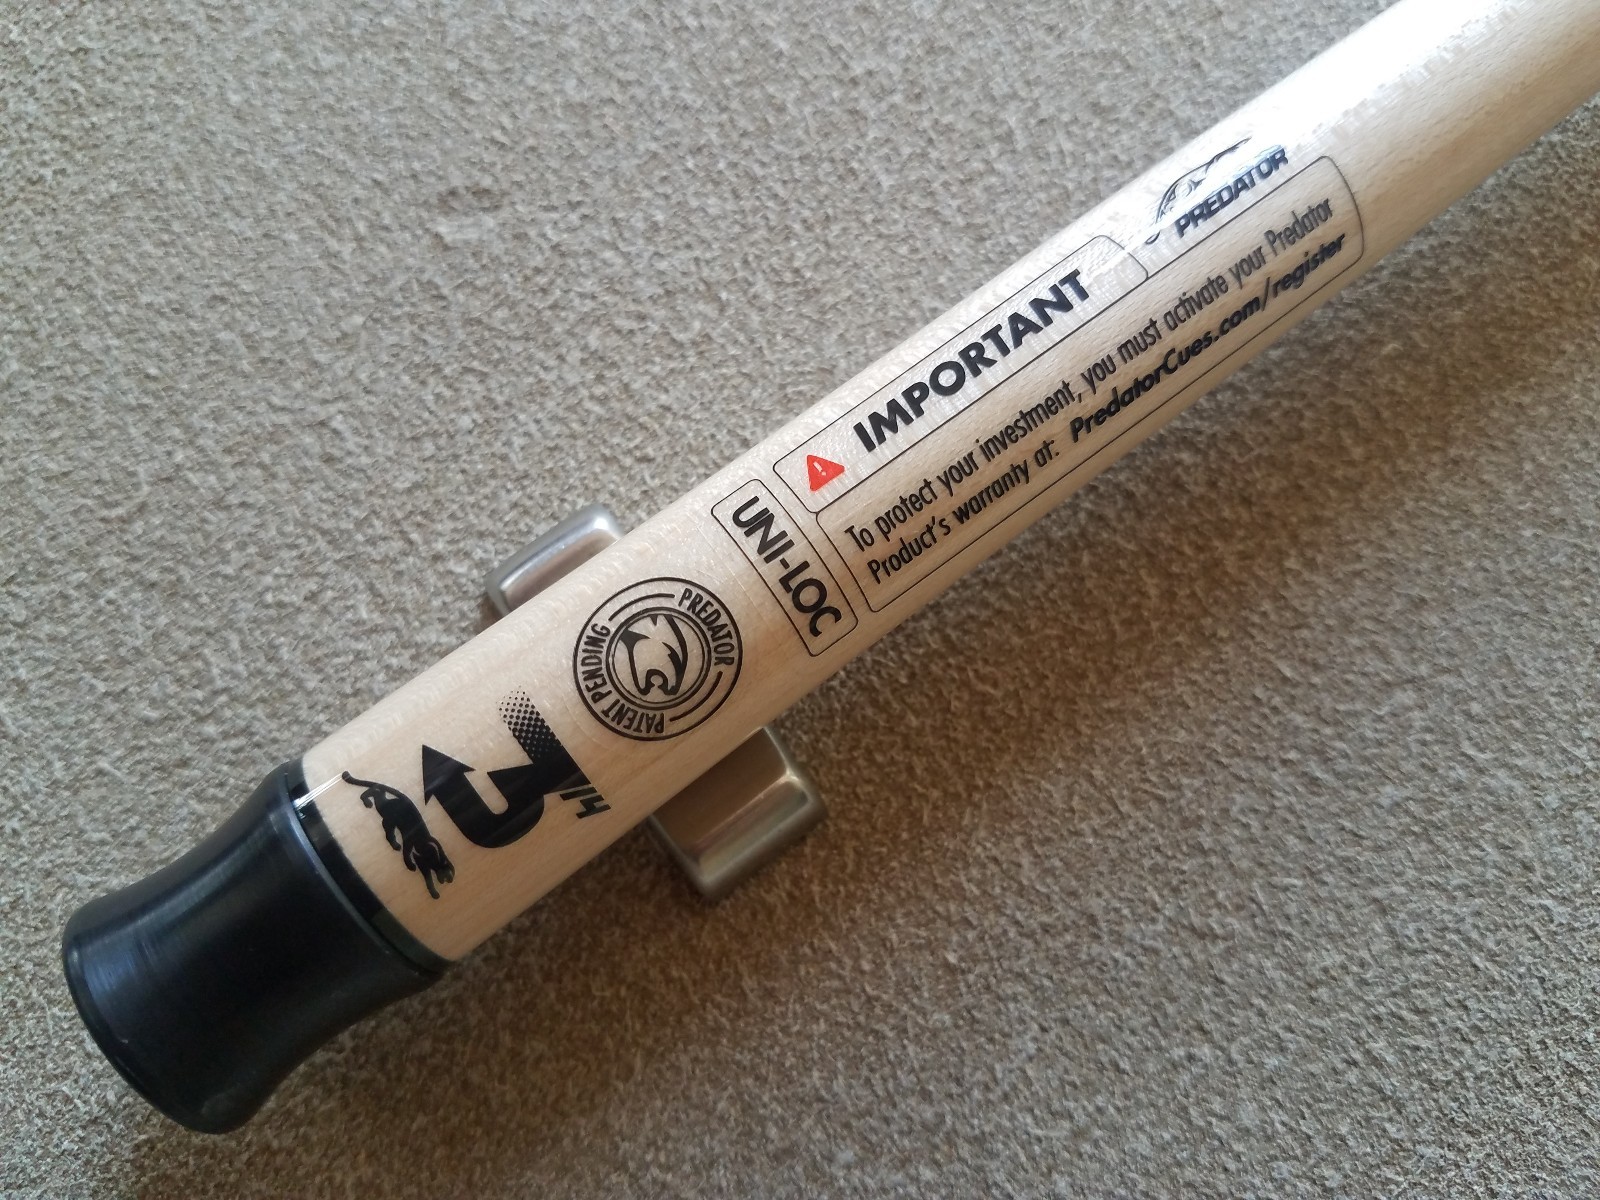 PREDATOR
IMPORTANT
To protect your investment, you must activate your Predator
Product's warranty at: PredatorCues.com/register
UNI-LOC
PREDATOR
PATENT PENDING